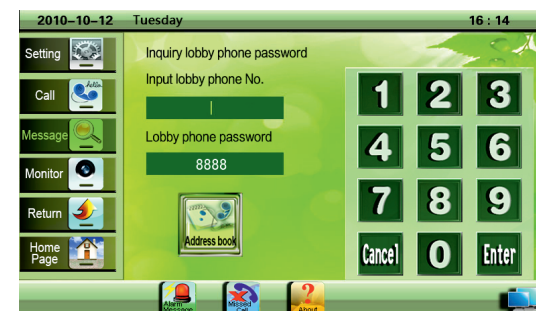 2010-10-12 Tuesday 16 : 14
Setting
Call
Hello
Message
Monitor
Return
Home
Page
Inquiry lobby phone password
Input lobby phone No.
Lobby phone password
8888
Address book
1 2 3
4 5 6
7 8 9
Cancel 0 Enter
Alarm
Message
Missed
Call
?
About